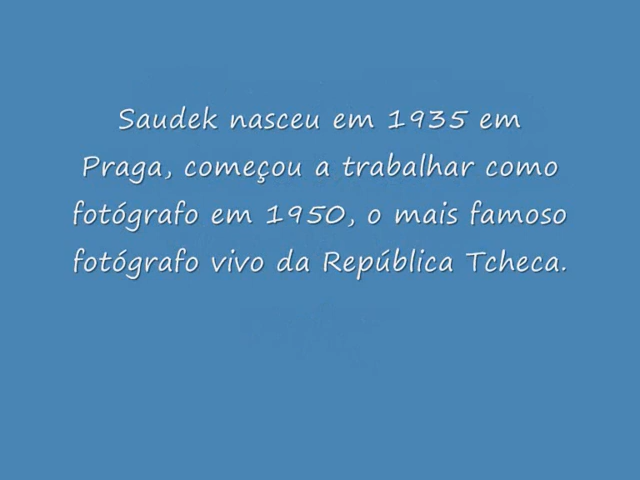 Saudek nasceu em 1935 em
Praga, começou a trabalhar como
fotógrafo em 1950, o mais famoso
fotógrafo vivo da República Tcheca.